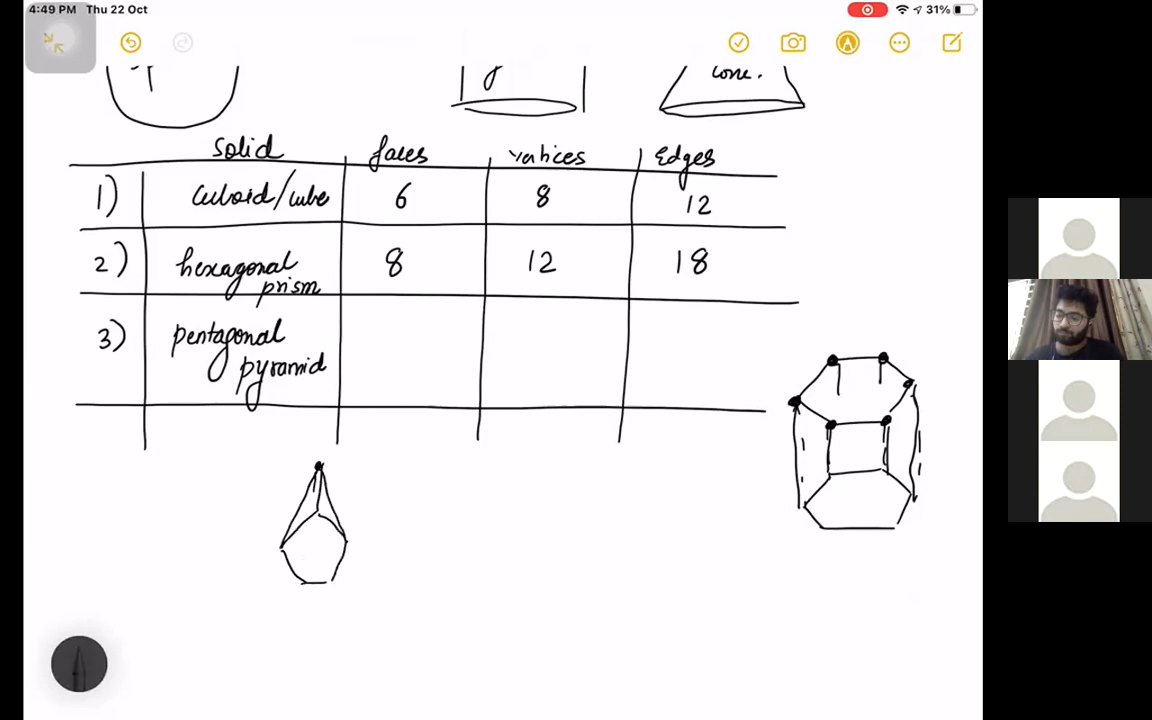 4:49 PM Thu 22 Oct
31%
cone.
solid faces vertices Edges
1) cuboid/cube 6 8 12
2) hexagonal prism 8 12 18
3) pentagonal pyramid